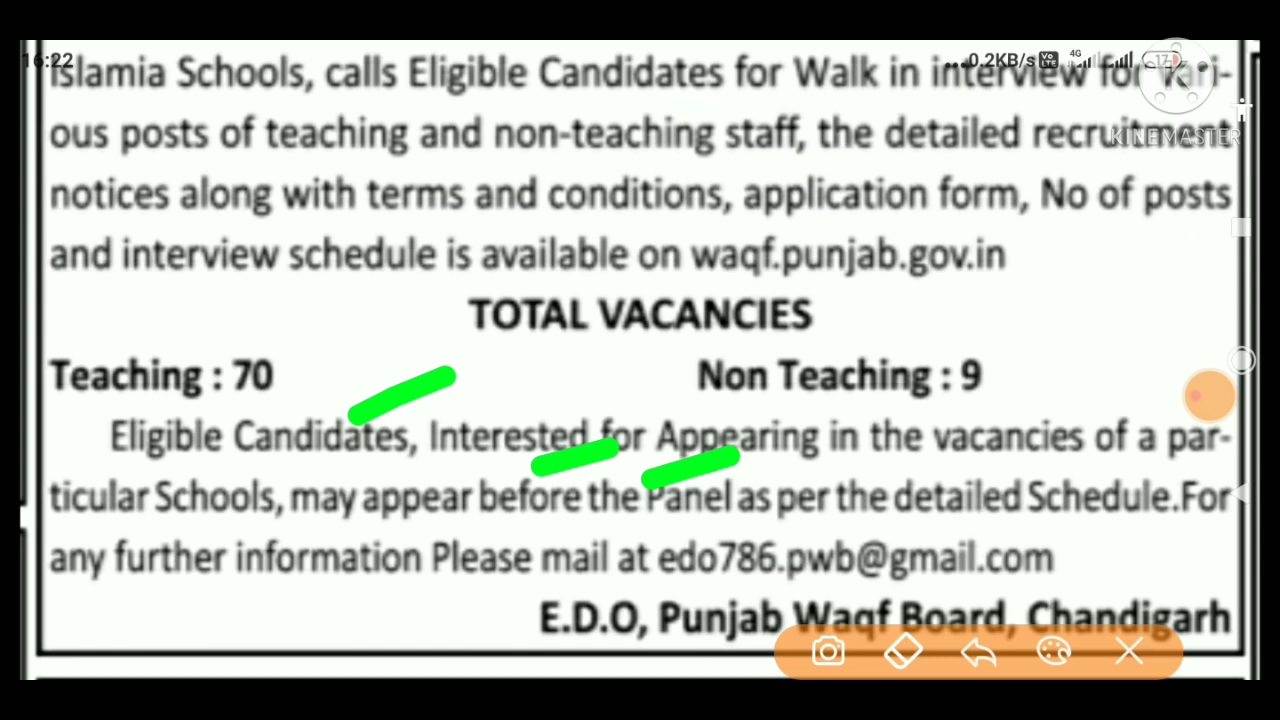 16:22
...0.2KB/s Vo LTE 4G 17
Islamia Schools, calls Eligible Candidates for Walk in interview for vari-
KINEMASTER
ous posts of teaching and non-teaching staff, the detailed recruitment
notices along with terms and conditions, application form, No of posts
and interview schedule is available on waqf.punjab.gov.in
TOTAL VACANCIES
Teaching : 70 Non Teaching : 9
Eligible Candidates, Interested for Appearing in the vacancies of a par-
ticular Schools, may appear before the Panel as per the detailed Schedule.For
any further information Please mail at edo786.pwb@gmail.com
E.D.O, Punjab Waqf Board, Chandigarh